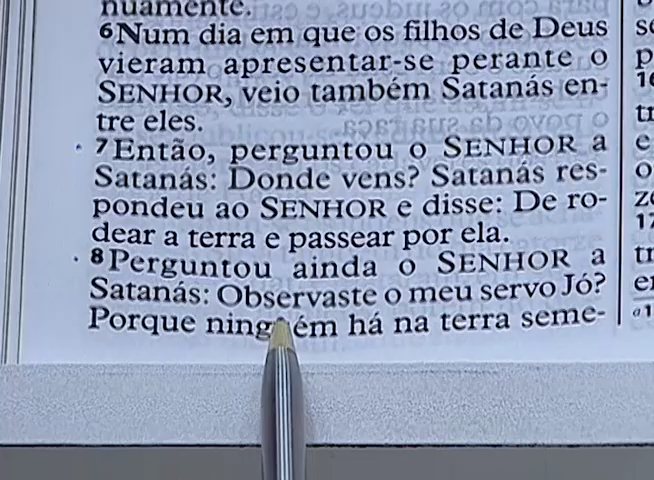 nuamente.
6Num dia em que os filhos de Deus
vieram apresentar-se perante o
SENHOR, veio também Satanás en-
tre eles.
7Então, perguntou o SENHOR a
Satanás: Donde vens? Satanás res-
pondeu ao SENHOR e disse: De ro-
dear a terra e passear por ela.
8Perguntou ainda o SENHOR a
Satanás: Observaste o meu servo Jó?
Porque ninguém há na terra seme-